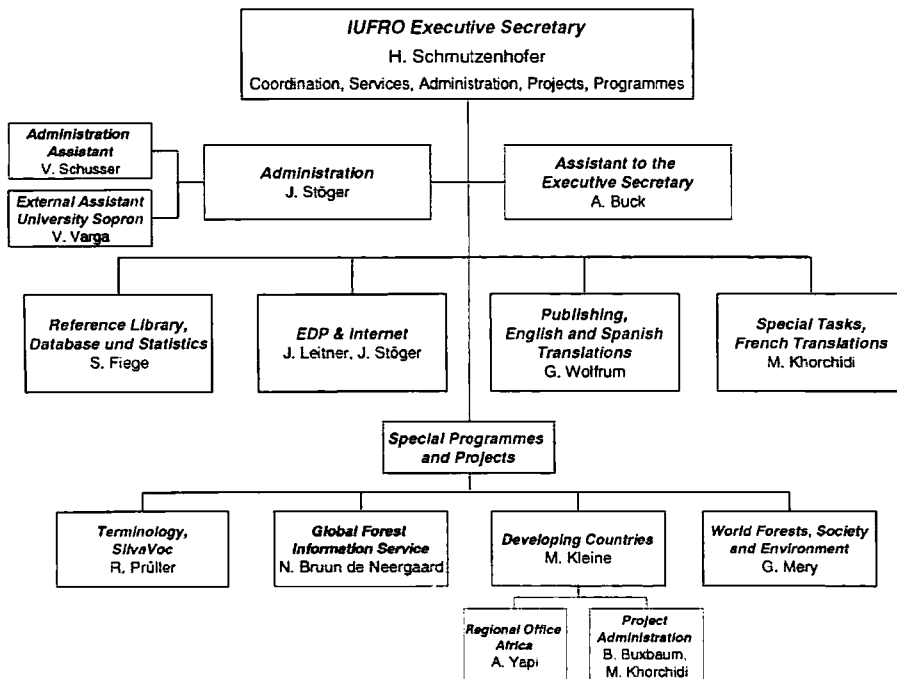 IUFRO Executive Secretary
H. Schmutzenhofer
Coordination, Services, Administration, Projects, Programmes
Administration
Assistant
V. Schusser
External Assistant
University Sopron
V. Varga
Administration
J. Stöger
Assistant to the
Executive Secretary
A. Buck
Reference Library,
Database und Statistics
S. Fiege
EDP & Internet
J. Leitner, J. Stöger
Publishing,
English and Spanish
Translations
G. Wolfrum
Special Tasks,
French Translations
M. Khorchidi
Special Programmes
and Projects
Terminology,
SilvaVoc
R. Prüller
Global Forest
Information Service
N. Bruun de Neergaard
Developing Countries
M. Kleine
World Forests, Society
and Environment
G. Mery
Regional Office
Africa
A. Yapi
Project
Administration
B. Buxbaum,
M. Khorchidi